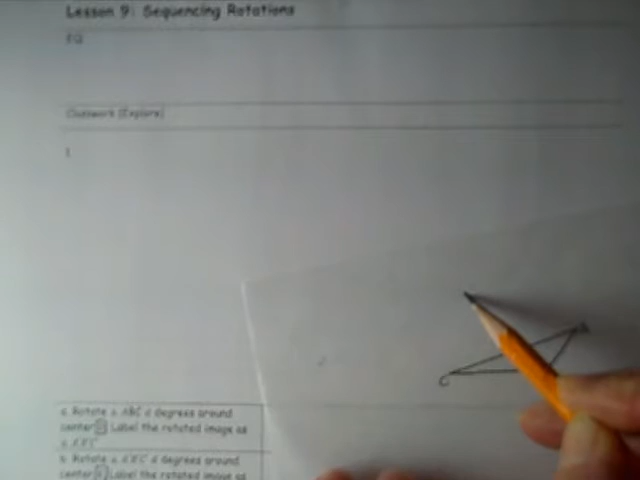 Lesson 9: Sequencing Rotations
EQ
Classwork (Explore)
1
a. Rotate △ ABC d degrees around
center D. Label the rotated image as
b. Rotate d degrees around
center Label the rotated image as
C